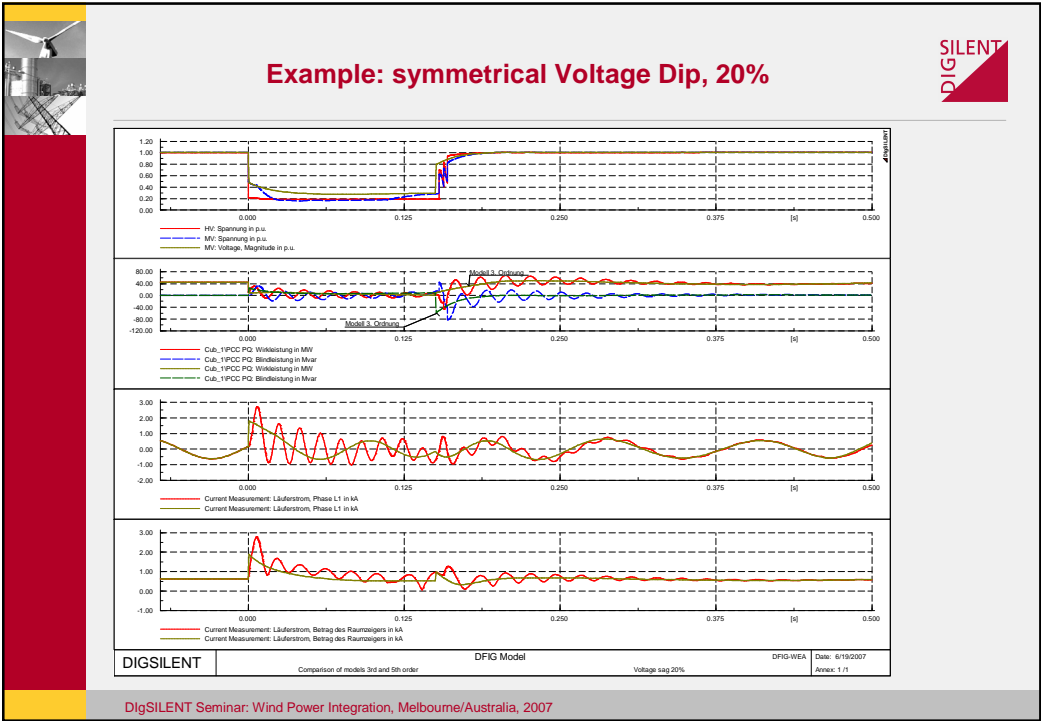 Example: symmetrical Voltage Dip, 20%
DIgSILENT
DIgSILENT
1.20
1.00
0.80
0.60
0.40
0.20
0.00
0.000 0.125 0.250 0.375 [s] 0.500
HV: Spannung in p.u.
MV: Spannung in p.u.
MV: Voltage, Magnitude in p.u.
80.00
40.00
0.00
-40.00
-80.00
-120.00
Modell 3. Ordnung
Modell 3. Ordnung
0.000 0.125 0.250 0.375 [s] 0.500
Cub_1\PCC PQ: Wirkleistung in MW
Cub_1\PCC PQ: Blindleistung in Mvar
Cub_1\PCC PQ: Wirkleistung in MW
Cub_1\PCC PQ: Blindleistung in Mvar
3.00
2.00
1.00
0.00
-1.00
-2.00
0.000 0.125 0.250 0.375 [s] 0.500
Current Measurement: Läuferstrom, Phase L1 in kA
Current Measurement: Läuferstrom, Phase L1 in kA
3.00
2.00
1.00
0.00
-1.00
0.000 0.125 0.250 0.375 [s] 0.500
Current Measurement: Läuferstrom, Betrag des Raumzeigers in kA
Current Measurement: Läuferstrom, Betrag des Raumzeigers in kA
DIGSILENT
DFIG Model
Comparison of models 3rd and 5th order
Voltage sag 20%
DFIG-WEA
Date: 6/19/2007
Annex: 1 /1
DIgSILENT Seminar: Wind Power Integration, Melbourne/Australia, 2007